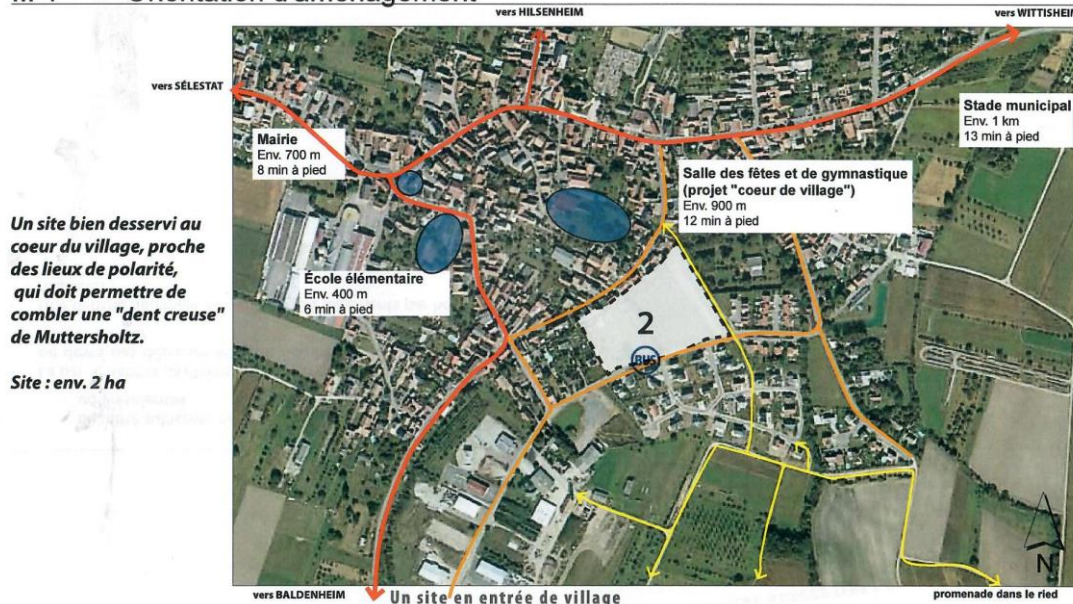 Orientation d'aménagement
vers HILSENHEIM
vers WITTISHEIM
vers SÉLESTAT
Mairie
Env. 700 m
8 min à pied
Stade municipal
Env. 1 km
13 min à pied
Salle des fêtes et de gymnastique
(projet "coeur de village")
Env. 900 m
12 min à pied
Un site bien desservi au
coeur du village, proche
des lieux de polarité,
qui doit permettre de
combler une "dent creuse"
de Muttersholtz.
Site : env. 2 ha
École élémentaire
Env. 400 m
6 min à pied
2
BUS
N
vers BALDENHEIM
Un site en entrée de village
promenade dans le ried